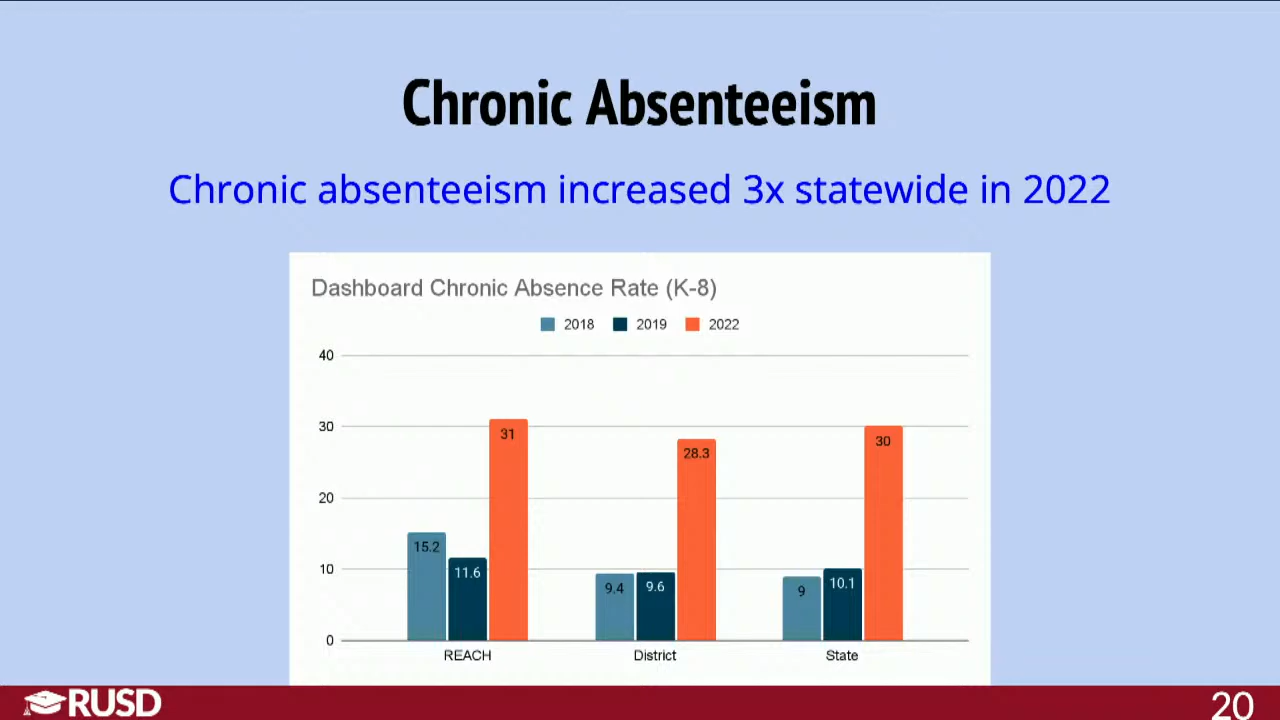 Chronic Absenteeism
Chronic absenteeism increased 3x statewide in 2022
Dashboard Chronic Absence Rate (K-8)
2018 2019 2022
40
30
20
10
0
15.2 11.6 31
9.4 9.6 28.3
9 10.1 30
REACH District State
RUSD 20